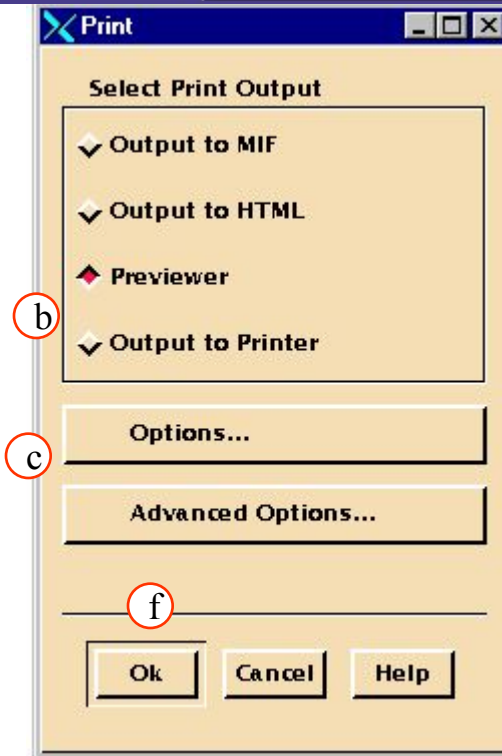 Print
Select Print Output
Output to MIF
Output to HTML
Previewer
b
Output to Printer
Options...
c
Advanced Options...
f
Ok Cancel Help